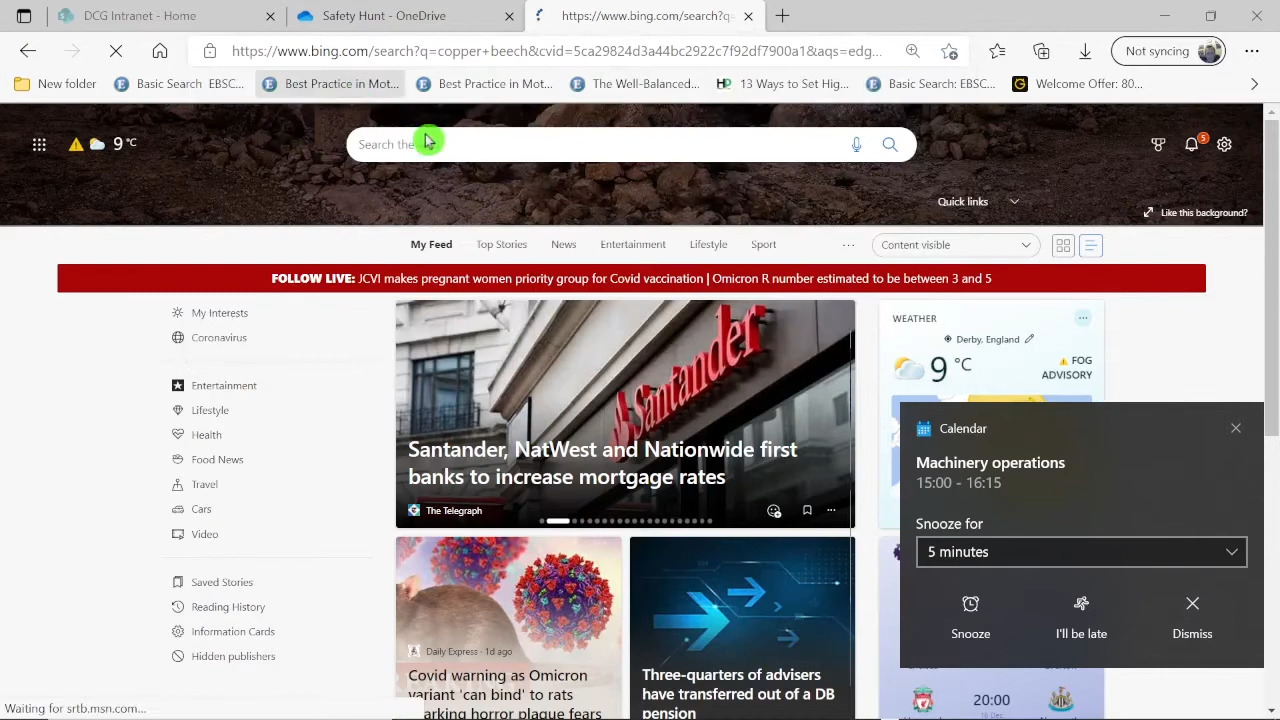 DCG Intranet - Home
Safety Hunt - OneDrive
https://www.bing.com/search?q=
https://www.bing.com/search?q=copper+beech&cvid=5ca29824d3a44bc2922c7f92df7900a1&aqs=edg...
Not syncing
New folder
Basic Search: EBSC...
Best Practice in Mot...
Best Practice in Mot...
The Well-Balanced...
13 Ways to Set Hig...
Basic Search: EBSC...
Welcome Offer: 80...
9 °C
Search the
5
Quick links
Like this background?
My Feed
Top Stories
News
Entertainment
Lifestyle
Sport
...
Content visible
FOLLOW LIVE: JCVI makes pregnant women priority group for Covid vaccination | Omicron R number estimated to be between 3 and 5
My Interests
Coronavirus
Entertainment
Lifestyle
Health
Food News
Travel
Cars
Video
Saved Stories
Reading History
Information Cards
Hidden publishers
Santander
Santander, NatWest and Nationwide first
banks to increase mortgage rates
The Telegraph
Daily Express · 1d ago
Covid warning as Omicron
variant 'can bind' to rats
arking horror plague fears
Three-quarters of advisers
have transferred out of a DB
pension
WEATHER
Derby, England
9 °C
FOG
ADVISORY
Calendar
Machinery operations
15:00 - 16:15
Snooze for
5 minutes
Snooze
I'll be late
Dismiss
20:00
16 Dec
Waiting for srtb.msn.com...